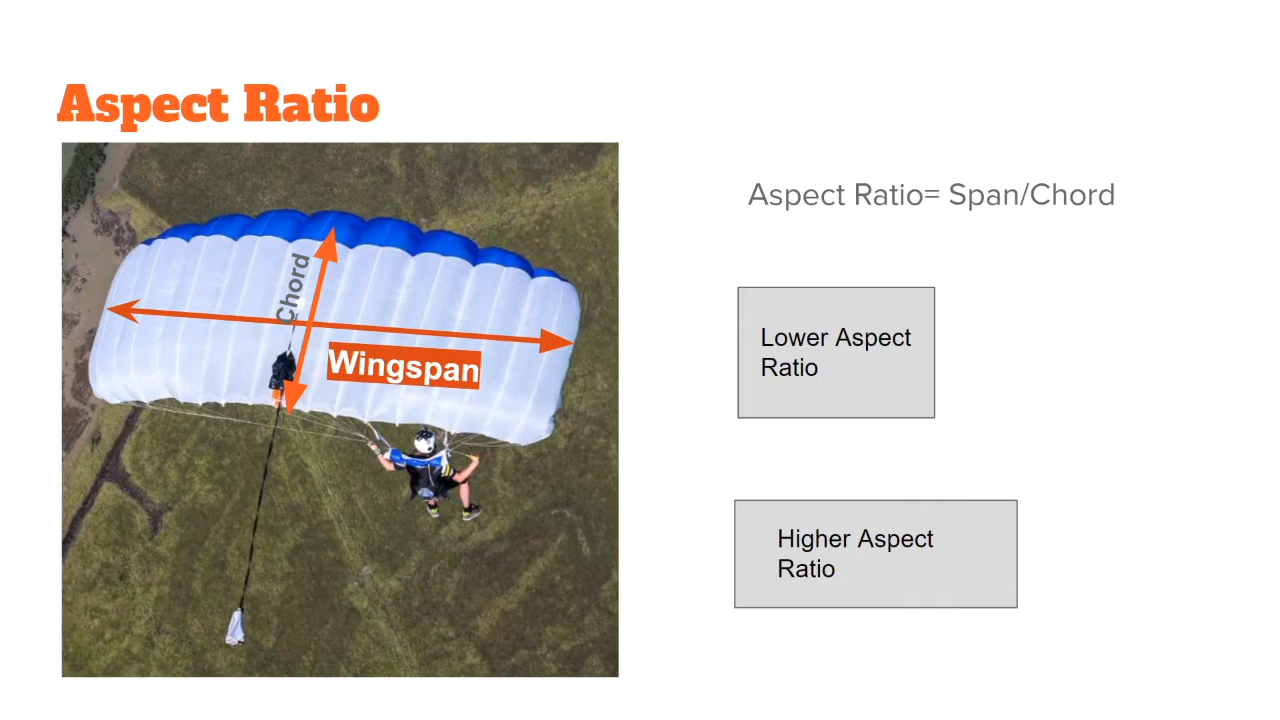 Aspect Ratio
Chord
Wingspan
Aspect Ratio= Span/Chord
Lower Aspect
Ratio
Higher Aspect
Ratio